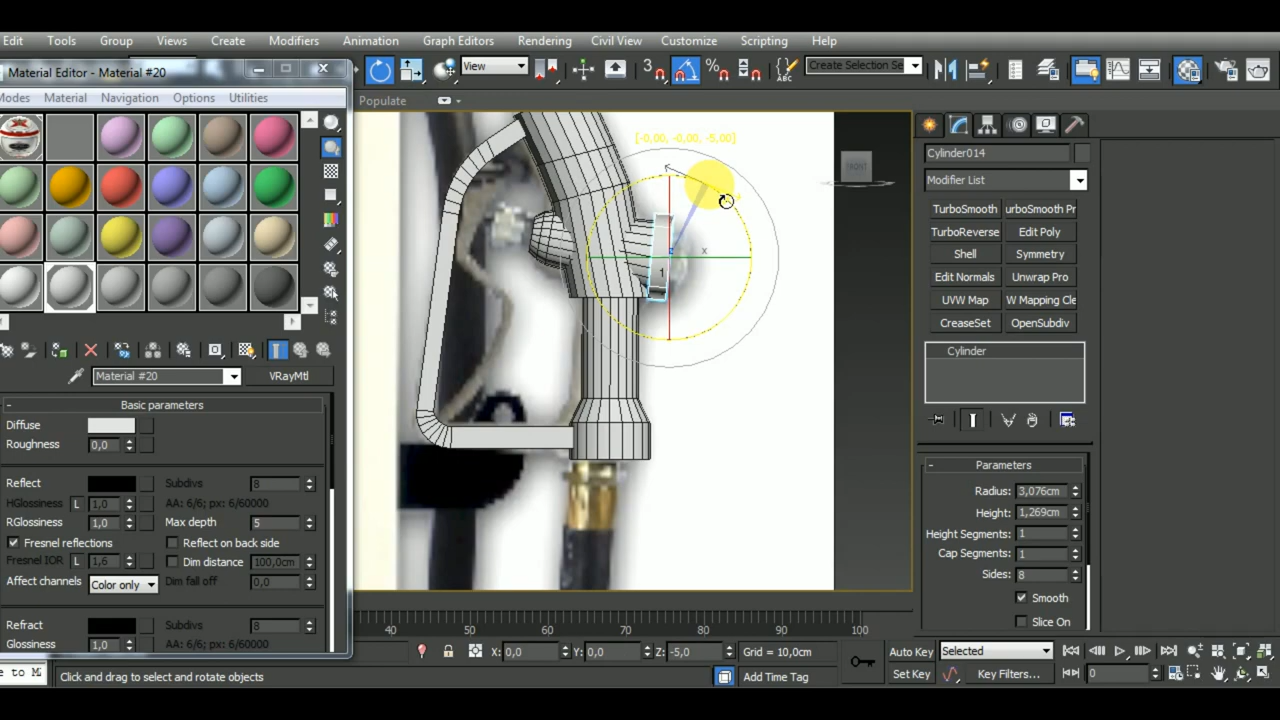 Edit Tools Group Views Create Modifiers Animation Graph Editors Rendering Civil View Customize Scripting Help
Material Editor - Material #20
View
Create Selection Se
Modes Material Navigation Options Utilities
Populate
[-0,00, -0,00, -5,00]
FRONT
x
1
Cylinder014
Modifier List
TurboSmooth urboSmooth Pr
TurboReverse Edit Poly
Shell Symmetry
Edit Normals Unwrap Pro
UVW Map W Mapping Cle
CreaseSet OpenSubdiv
Cylinder
Material #20 VRayMtl
- Basic parameters
Diffuse
Roughness 0,0
Reflect Subdivs 8
HGlossiness L 1,0 AA: 6/6; px: 6/60000
RGlossiness 1,0 Max depth 5
Fresnel reflections Reflect on back side
Fresnel IOR L 1,6 Dim distance 100,0cm
Affect channels Color only Dim fall off 0,0
Refract Subdivs 8
Glossiness 1,0 AA: 6/6; px: 6/60000
- Parameters
Radius: 3,076cm
Height: 1,269cm
Height Segments: 1
Cap Segments: 1
Sides: 8
Smooth
Slice On
40 50 60 70 80 90 100
X: 0,0 Y: 0,0 Z: -5,0 Grid = 10,0cm Auto Key Selected
e to Mi Click and drag to select and rotate objects Add Time Tag Set Key Key Filters... 0